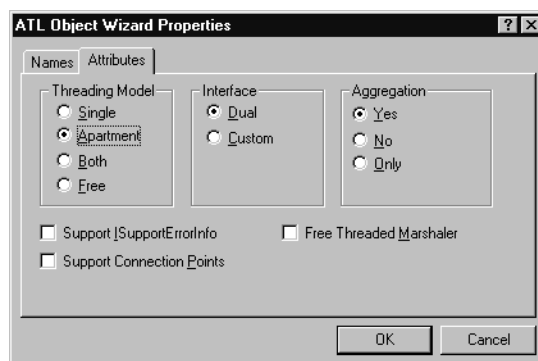 ATL Object Wizard Properties
Names Attributes
Threading Model Interface Aggregation
Single Dual Yes
Apartment Custom No
Both Only
Free
Support ISupportErrorInfo Free Threaded Marshaler
Support Connection Points
OK Cancel